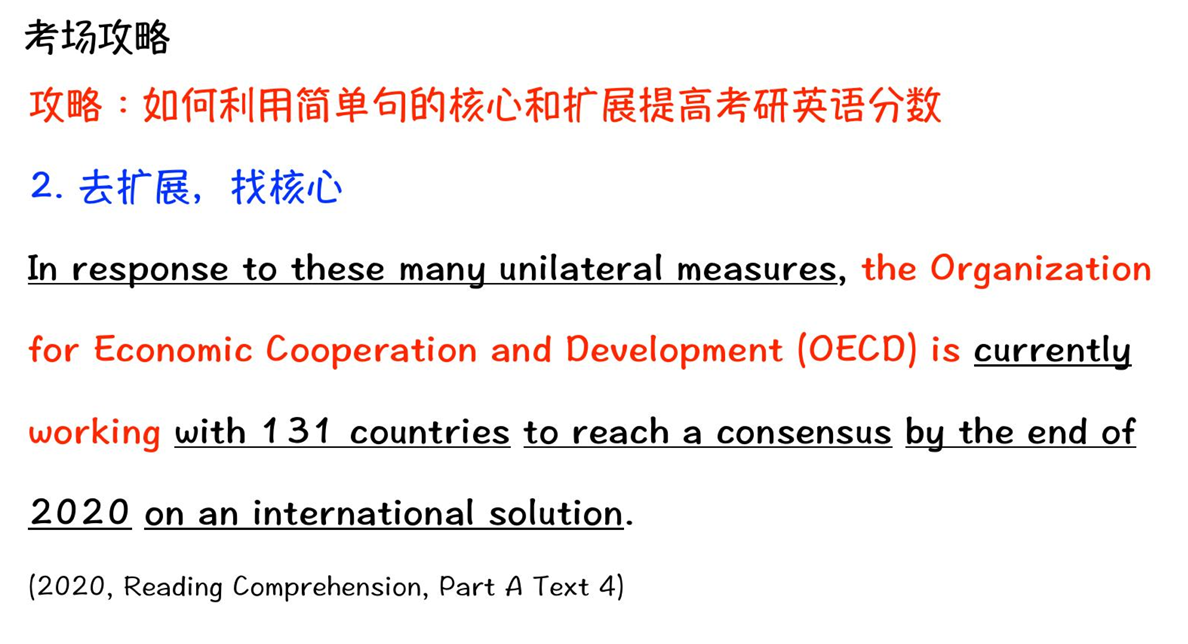 考场攻略
攻略：如何利用简单句的核心和扩展提高考研英语分数
2. 去扩展，找核心
In response to these many unilateral measures, the Organization
for Economic Cooperation and Development (OECD) is currently
working with 131 countries to reach a consensus by the end of
2020 on an international solution.
(2020, Reading Comprehension, Part A Text 4)